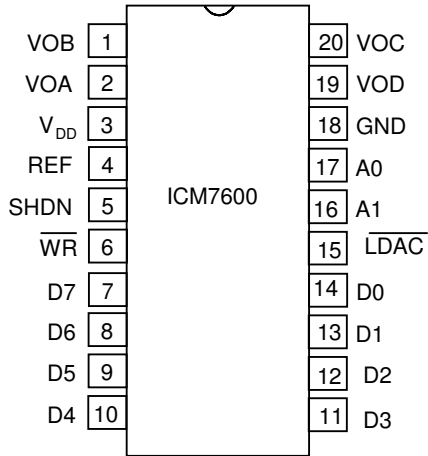 VOB 1 20 VOC
VOA 2 19 VOD
VDD 3 18 GND
REF 4 17 A0
ICM7600
SHDN 5 16 A1
WR 6 15 LDAC
D7 7 14 D0
D6 8 13 D1
D5 9 12 D2
D4 10 11 D3